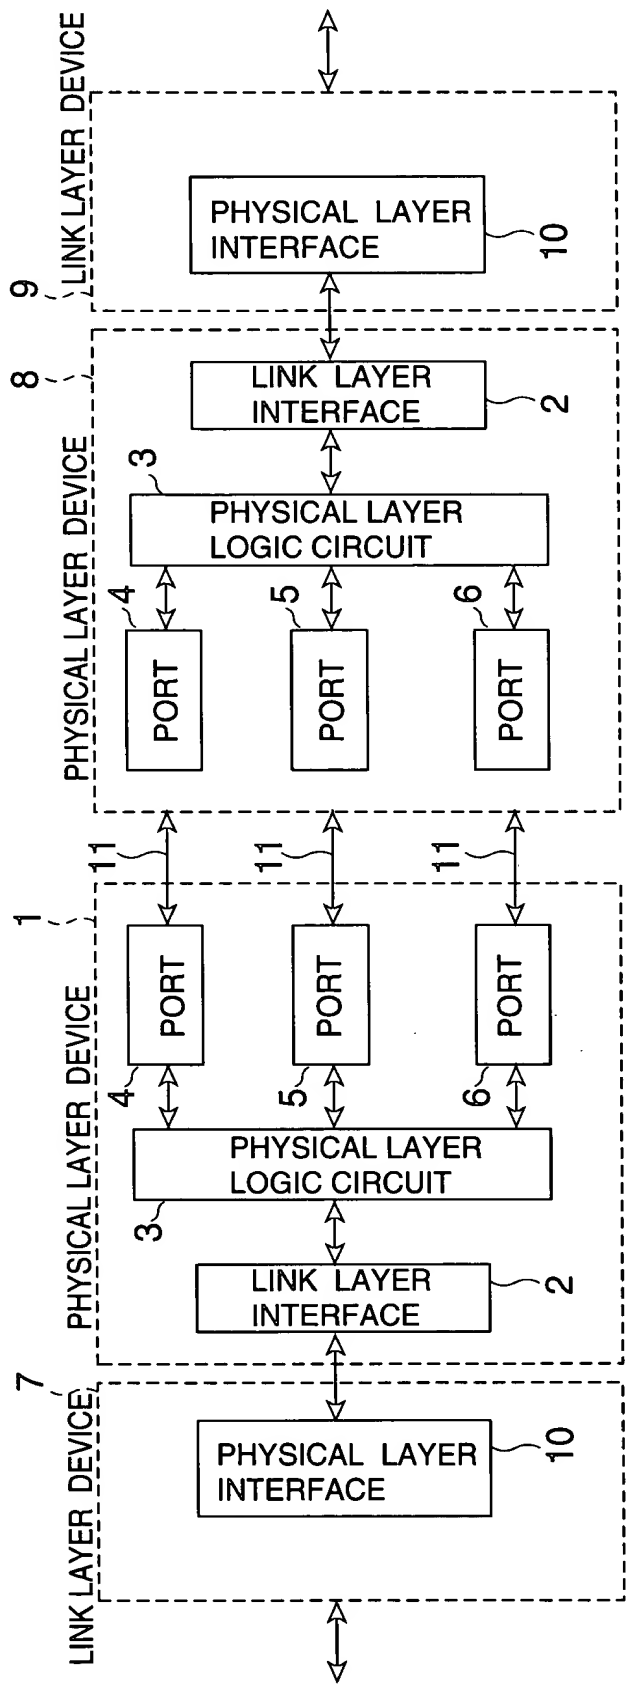 LINK LAYER DEVICE
9
PHYSICAL LAYER
INTERFACE
10
PHYSICAL LAYER DEVICE
8
LINK LAYER
INTERFACE
2
3
PHYSICAL LAYER
LOGIC CIRCUIT
4
5
6
PORT
PORT
PORT
11
11
11
PHYSICAL LAYER DEVICE
1
PORT
PORT
PORT
4
5
6
PHYSICAL LAYER
LOGIC CIRCUIT
3
LINK LAYER
INTERFACE
2
LINK LAYER DEVICE
7
PHYSICAL LAYER
INTERFACE
10